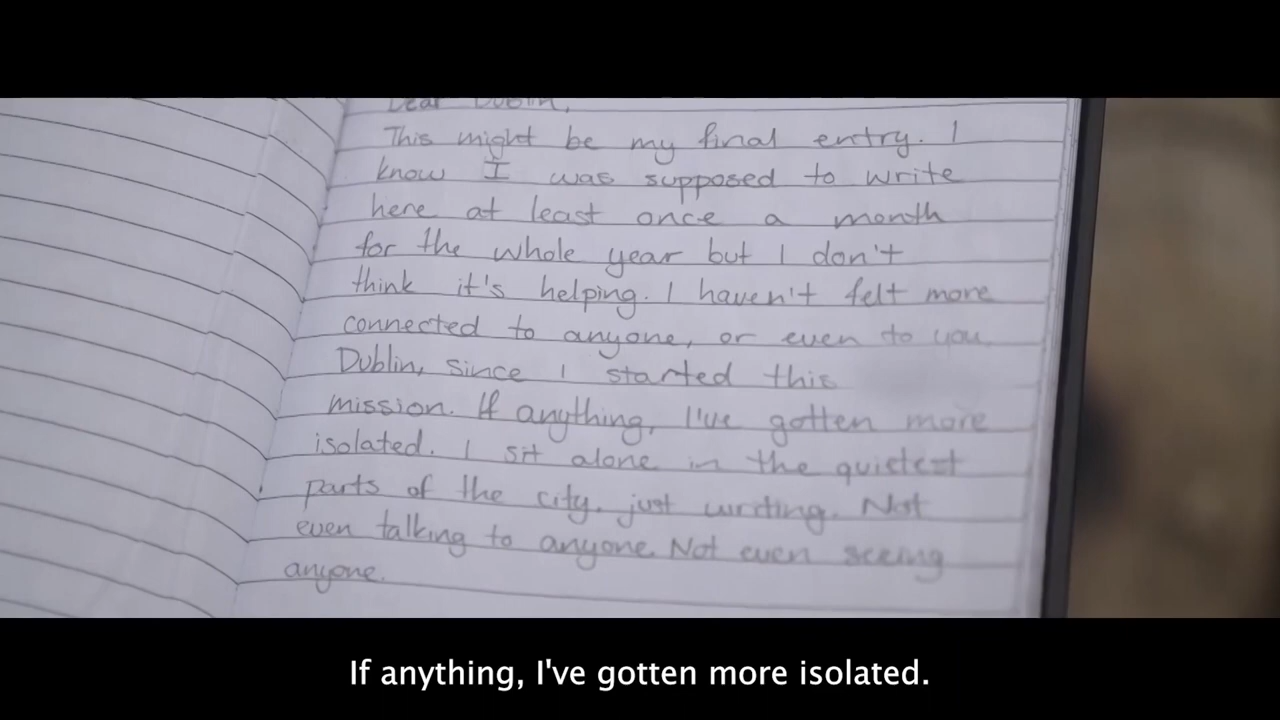 Dear Dublin,
This might be my final entry. I
know I was supposed to write
here at least once a month
for the whole year but I don't
think it's helping. I haven't felt more
connected to anyone, or even to you
Dublin, since I started this
mission. If anything, I've gotten more
isolated. I sit alone in the quietest
parts of the city, just writing. Not
even talking to anyone. Not even seeing
anyone.
If anything, I've gotten more isolated.